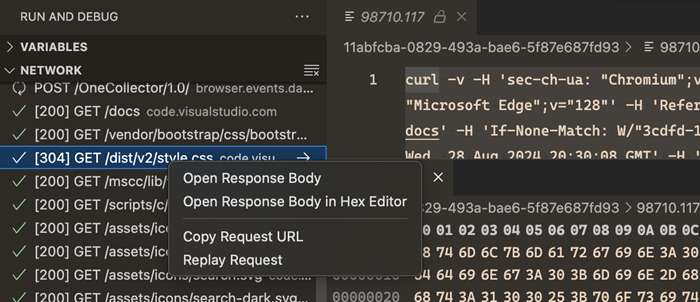 RUN AND DEBUG
VARIABLES
NETWORK
POST /OneCollector/1.0/ browser.events.da...
[200] GET /docs code.visualstudio.com
[200] GET /vendor/bootstrap/css/bootstr...
[304] GET /dist/v2/style.css code.visu
[200] GET /mscc/lib/
[200] GET /scripts/c/
[200] GET /assets/ico
[200] GET /assets/ico
[200] GET /assets/icons/search.svg code.
[200] GET /assets/icons/search-dark.svg...
Open Response Body
Open Response Body in Hex Editor
Copy Request URL
Replay Request
98710.117
11abfcba-0829-493a-bae6-5f87e687fd93 > 98710.117
1 curl -v -H 'sec-ch-ua: "Chromium";v
"Microsoft Edge";v="128"' -H 'Refer
docs' -H 'If-None-Match: W/"3cdfd-1
Wed, 28 Aug 2024 20:30:08 GMT' -H '
829-493a-bae6-5f87e687fd93 > 98710.117
00 01 02 03 04 05 06 07 08 09 0A 0B 0C
68 74 6D 6C 7B 6D 61 72 67 69 6E 3A 30
64 64 69 6E 67 3A 30 3B 6D 69 6E 2D 68
00000020 68 74 3A 31 30 30 25 3B 70 6F 73 69 7